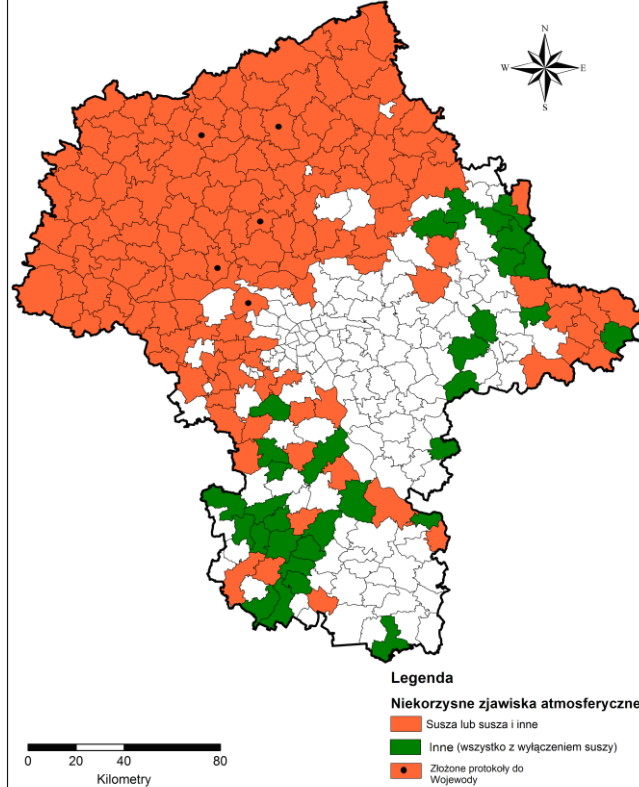 N
W E
S
Legenda
Niekorzysne zjawiska atmosferyczne
Susza lub susza i inne
Inne (wszystko z wyłączeniem suszy)
Złożone protokoły do
Wojewody
0 20 40 80
Kilometry